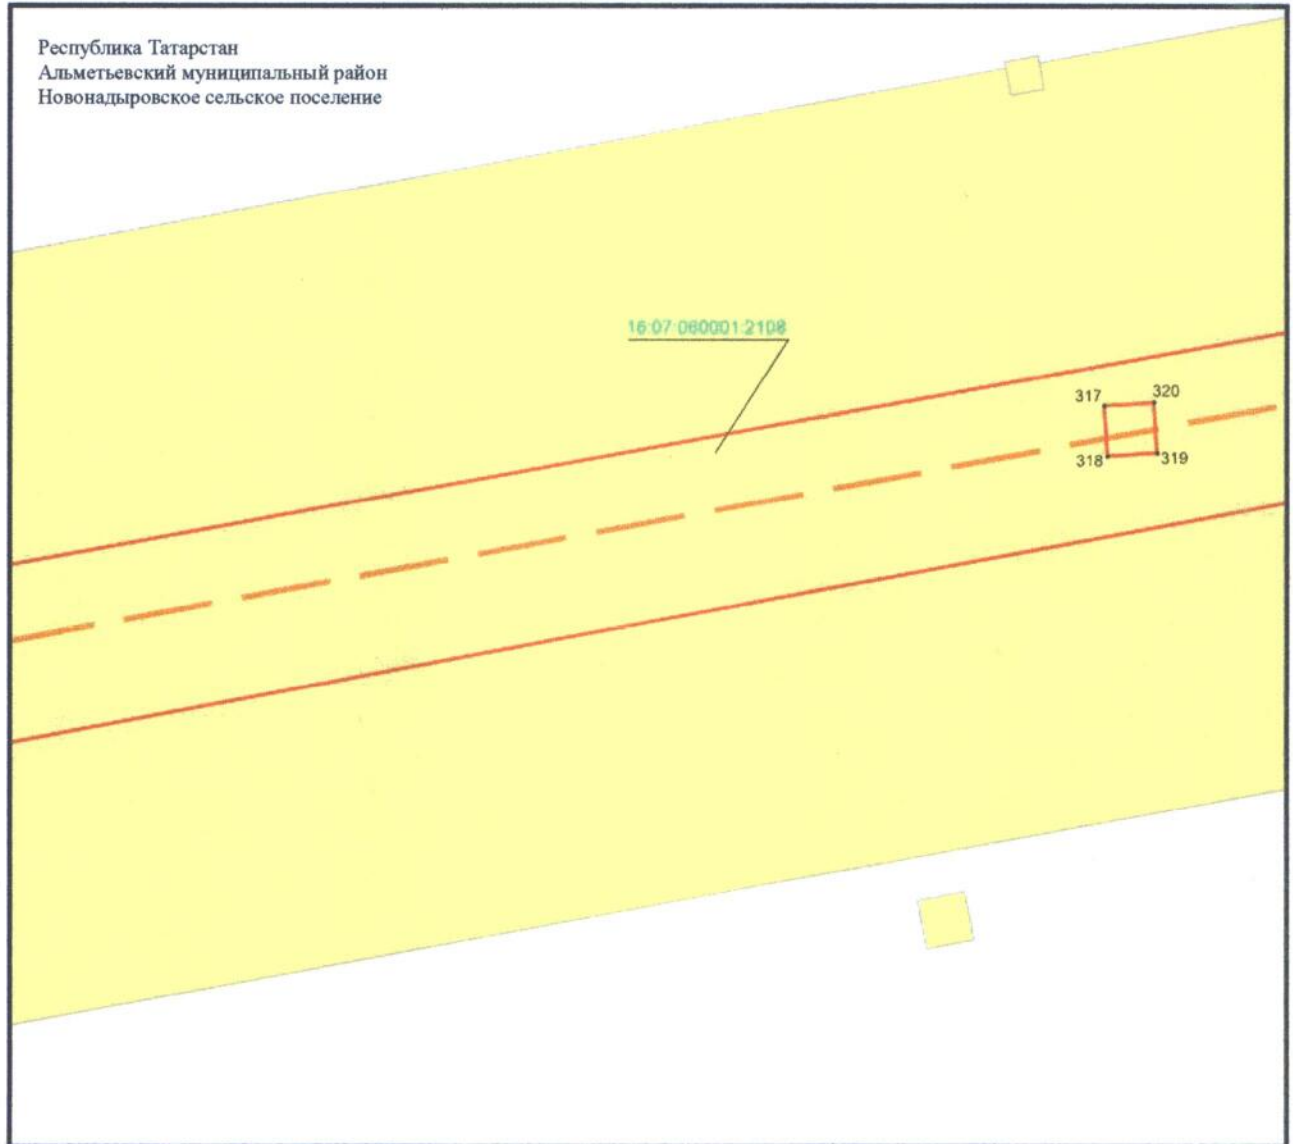 Республика Татарстан
Альметьевский муниципальный район
Новонадыровское сельское поселение
16:07:060001:2108
317
320
318
319